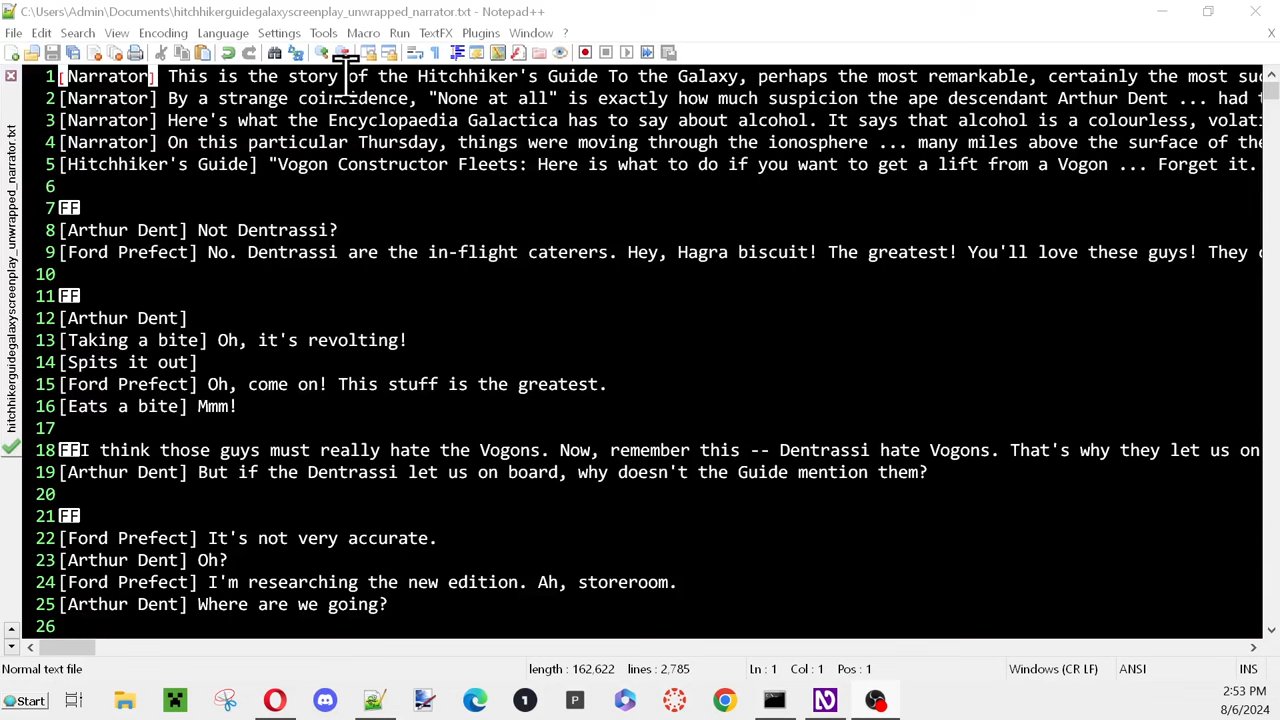 C:\Users\Admin\Documents\hitchhikerguidegalaxyscreenplay_unwrapped_narrator.txt - Notepad++
File Edit Search View Encoding Language Settings Tools Macro Run TextFX Plugins Window ? X
hitchhikerguidegalaxyscreenplay_unwrapped_narrator.txt
1 [Narrator] This is the story of the Hitchhiker's Guide To the Galaxy, perhaps the most remarkable, certainly the most suc
2 [Narrator] By a strange coincidence, "None at all" is exactly how much suspicion the ape descendant Arthur Dent ... had t
3 [Narrator] Here's what the Encyclopaedia Galactica has to say about alcohol. It says that alcohol is a colourless, volati
4 [Narrator] On this particular Thursday, things were moving through the ionosphere ... many miles above the surface of the
5 [Hitchhiker's Guide] "Vogon Constructor Fleets: Here is what to do if you want to get a lift from a Vogon ... Forget it.
6
7 FF
8 [Arthur Dent] Not Dentrassi?
9 [Ford Prefect] No. Dentrassi are the in-flight caterers. Hey, Hagra biscuit! The greatest! You'll love these guys! They
10
11 FF
12 [Arthur Dent]
13 [Taking a bite] Oh, it's revolting!
14 [Spits it out]
15 [Ford Prefect] Oh, come on! This stuff is the greatest.
16 [Eats a bite] Mmm!
17
18 FFI think those guys must really hate the Vogons. Now, remember this -- Dentrassi hate Vogons. That's why they let us on
19 [Arthur Dent] But if the Dentrassi let us on board, why doesn't the Guide mention them?
20
21 FF
22 [Ford Prefect] It's not very accurate.
23 [Arthur Dent] Oh?
24 [Ford Prefect] I'm researching the new edition. Ah, storeroom.
25 [Arthur Dent] Where are we going?
26
Normal text file length : 162,622 lines : 2,785 Ln : 1 Col : 1 Pos : 1 Windows (CR LF) ANSI INS
Start 2:53 PM
8/6/2024